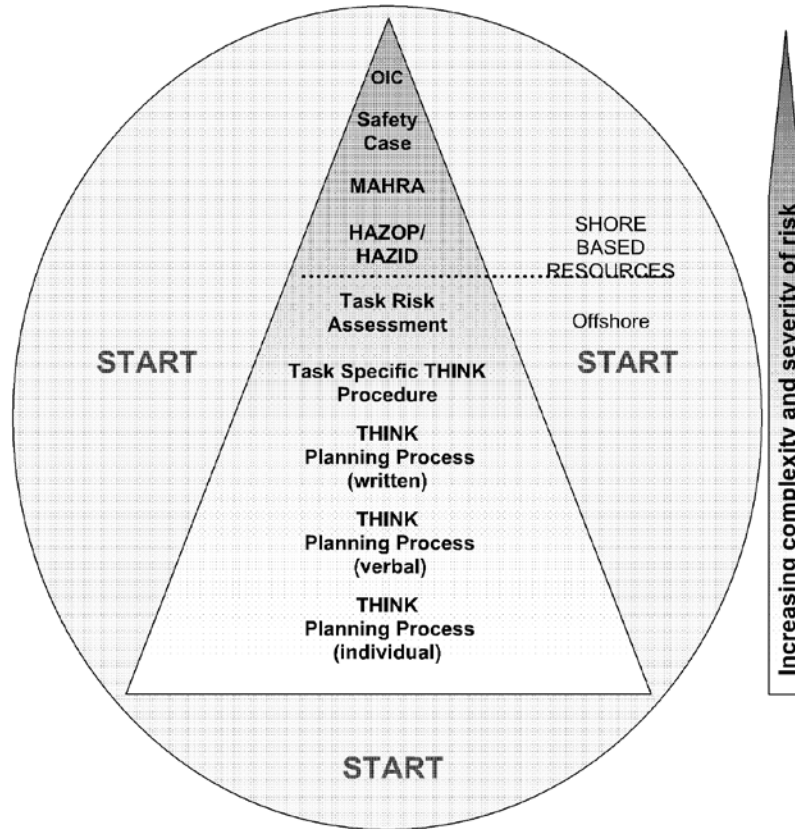 OIC
Safety
Case
MAHRA
HAZOP/
HAZID
SHORE
BASED
RESOURCES
Task Risk
Assessment
Offshore
START
START
Task Specific THINK
Procedure
THINK
Planning Process
(written)
THINK
Planning Process
(verbal)
THINK
Planning Process
(individual)
START
Increasing complexity and severity of risk